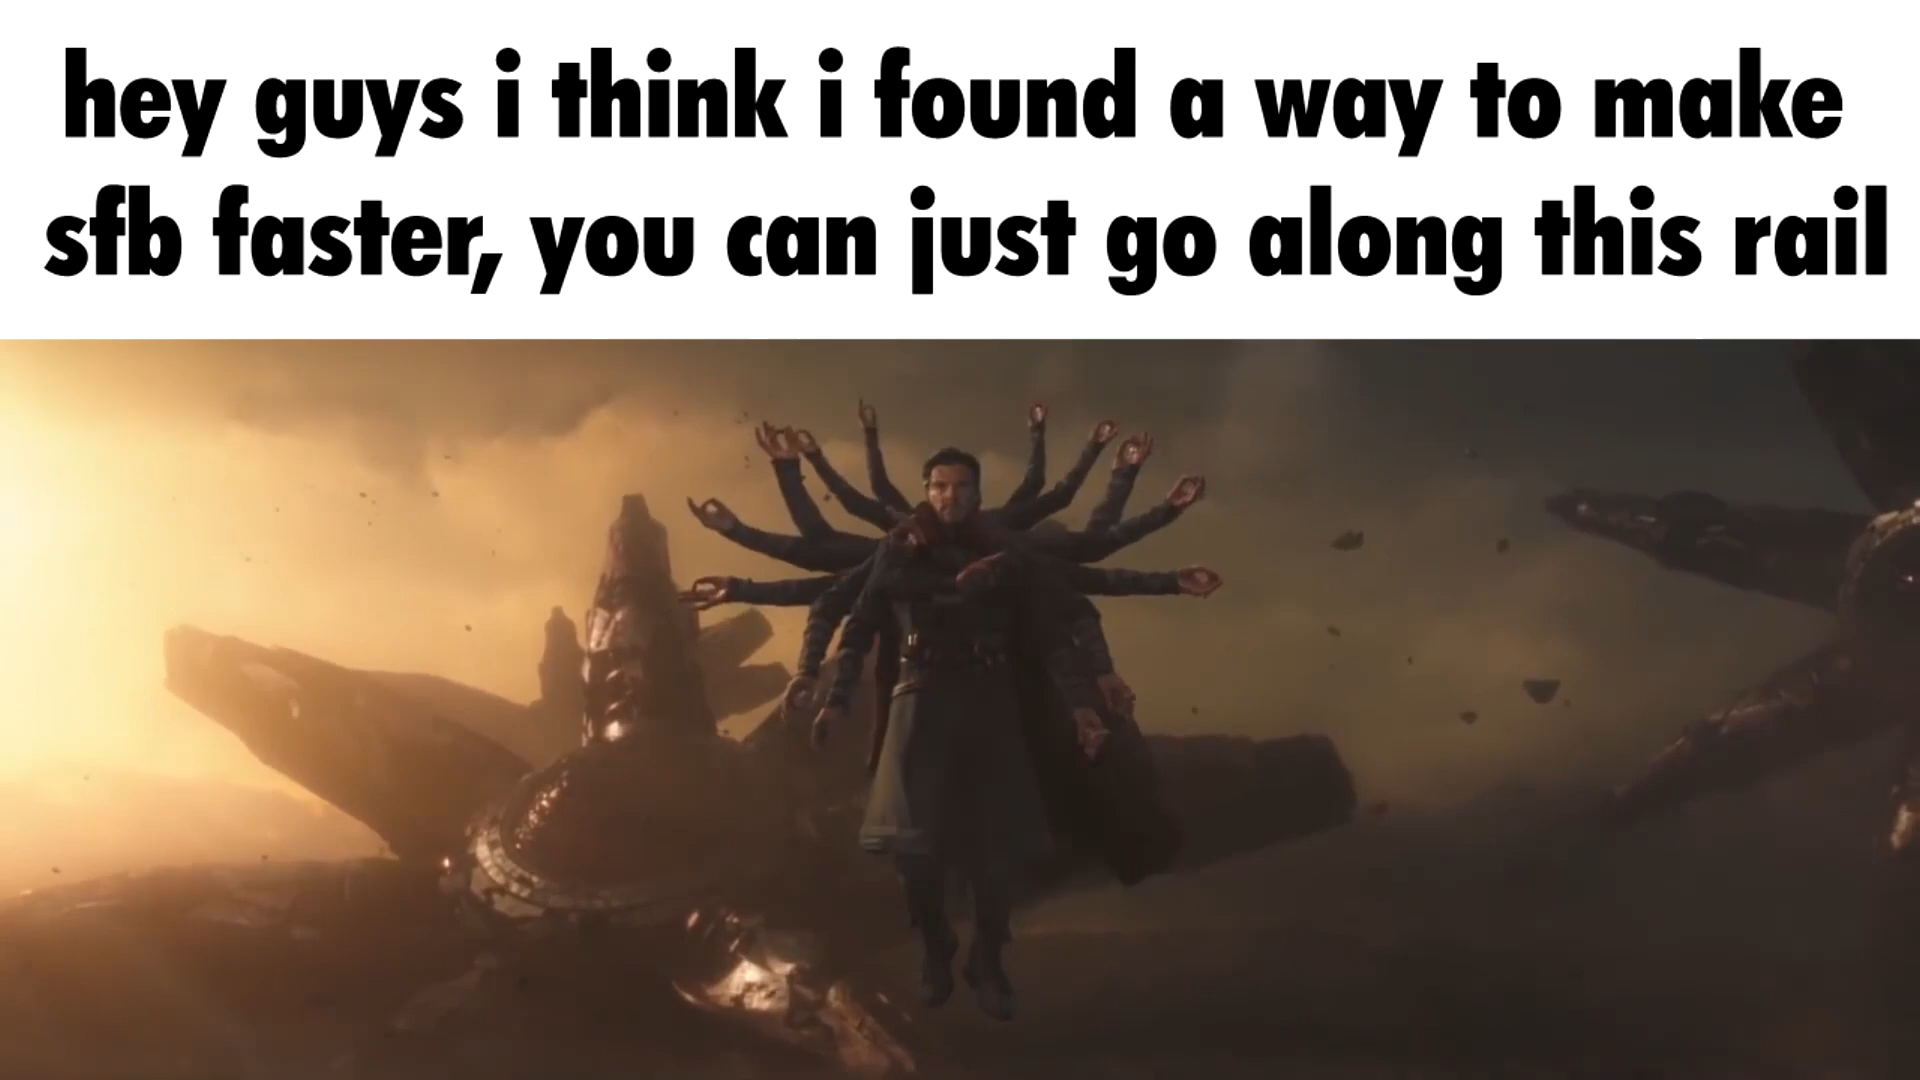 hey guys i think i found a way to make
sfb faster, you can just go along this rail